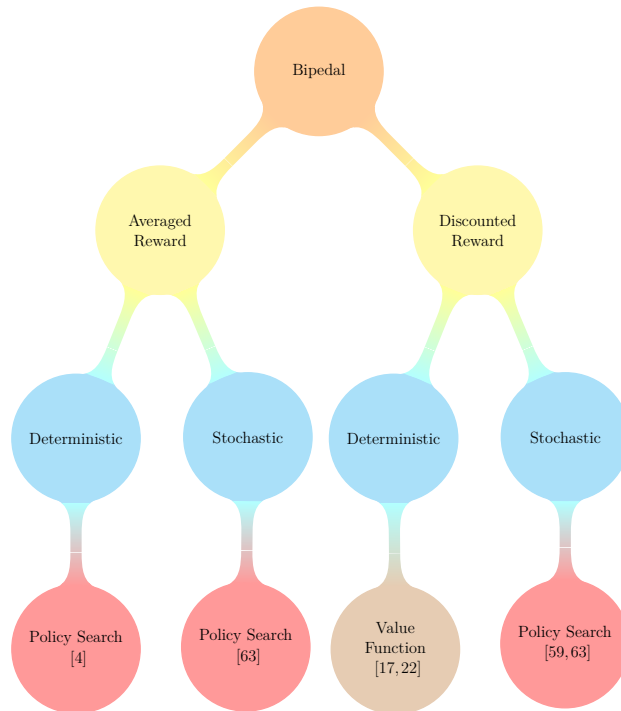 Bipedal
Averaged
Reward
Discounted
Reward
Deterministic
Stochastic
Deterministic
Stochastic
Policy Search
[4]
Policy Search
[63]
Value
Function
[17, 22]
Policy Search
[59, 63]